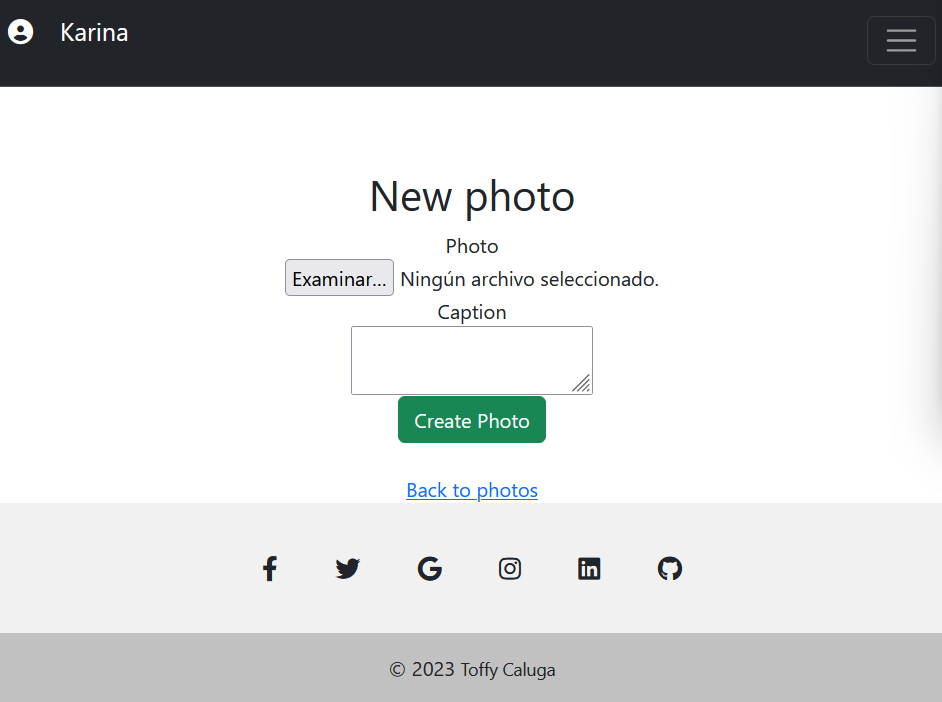 Karina
New photo
Photo
Examinar... Ningún archivo seleccionado.
Caption
Create Photo
Back to photos
© 2023 Toffy Caluga